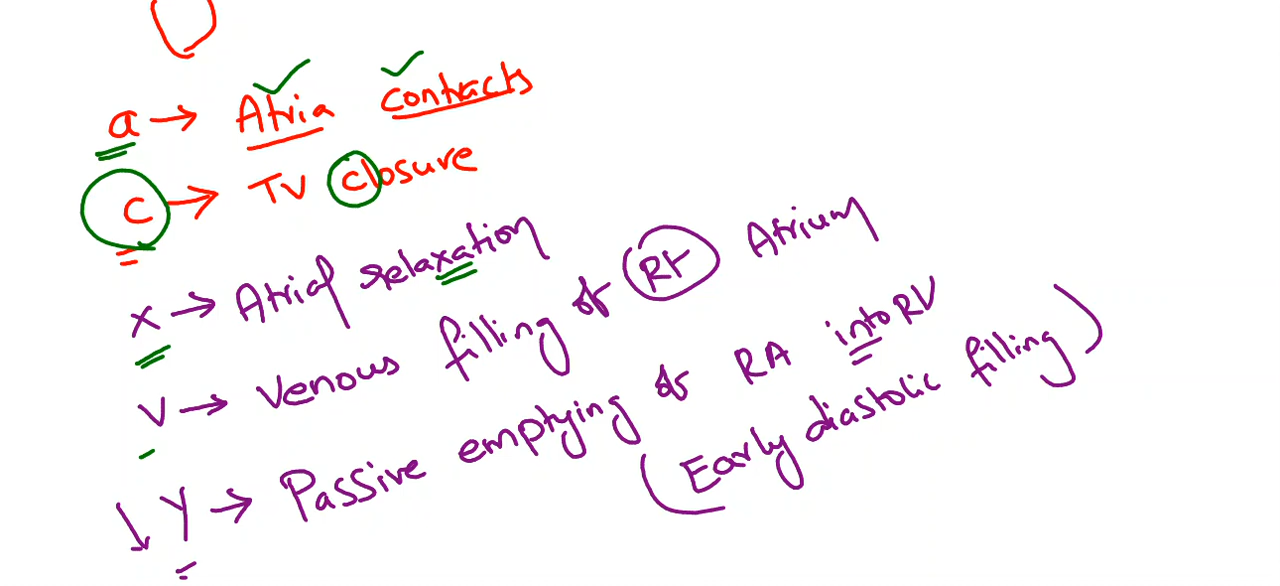 a → Atria contracts
c → TV closure
x → Atrial relaxation
V → Venous filling of Rt Atrium
↓ Y → Passive emptying of RA into RV
(Early diastolic filling)